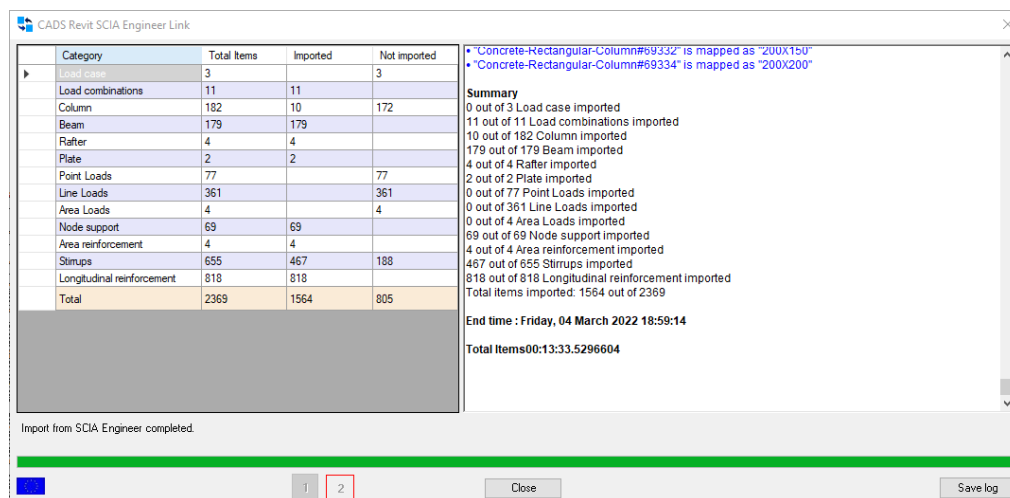 CADS Revit SCIA Engineer Link
Category Total Items Imported Not imported
Load case 3 3
Load combinations 11 11
Column 182 10 172
Beam 179 179
Rafter 4 4
Plate 2 2
Point Loads 77 77
Line Loads 361 361
Area Loads 4 4
Node support 69 69
Area reinforcement 4 4
Stirrups 655 467 188
Longitudinal reinforcement 818 818
Total 2369 1564 805
• "Concrete-Rectangular-Column#69332" is mapped as "200X150"
• "Concrete-Rectangular-Column#69334" is mapped as "200X200"
Summary
0 out of 3 Load case imported
11 out of 11 Load combinations imported
10 out of 182 Column imported
179 out of 179 Beam imported
4 out of 4 Rafter imported
2 out of 2 Plate imported
0 out of 77 Point Loads imported
0 out of 361 Line Loads imported
0 out of 4 Area Loads imported
69 out of 69 Node support imported
4 out of 4 Area reinforcement imported
467 out of 655 Stirrups imported
818 out of 818 Longitudinal reinforcement imported
Total items imported: 1564 out of 2369
End time : Friday, 04 March 2022 18:59:14
Total Items00:13:33.5296604
Import from SCIA Engineer completed.
1 2 Close Save log